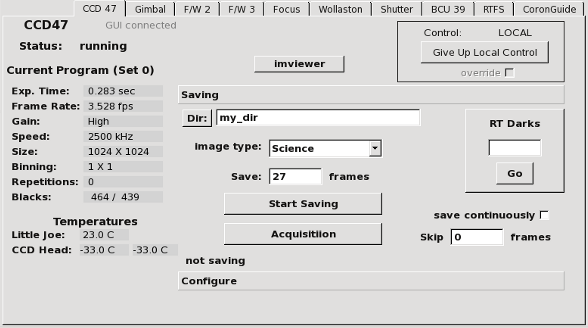 CCD 47 Gimbal F/W 2 F/W 3 Focus Wollaston Shutter BCU 39 RTFS CoronGuide
CCD47 GUI connected
Status: running
Control: LOCAL
Give Up Local Control
override
imviewer
Current Program (Set 0)
Exp. Time: 0.283 sec
Frame Rate: 3.528 fps
Gain: High
Speed: 2500 kHz
Size: 1024 X 1024
Binning: 1 X 1
Repetitions: 0
Blacks: 464 / 439
Temperatures
Little Joe: 23.0 C
CCD Head: -33.0 C -33.0 C
Saving
Dir: my_dir
image type: Science
Save: 27 frames
Start Saving
Acquisitiion
not saving
Configure
RT Darks
Go
save continuously
Skip 0 frames